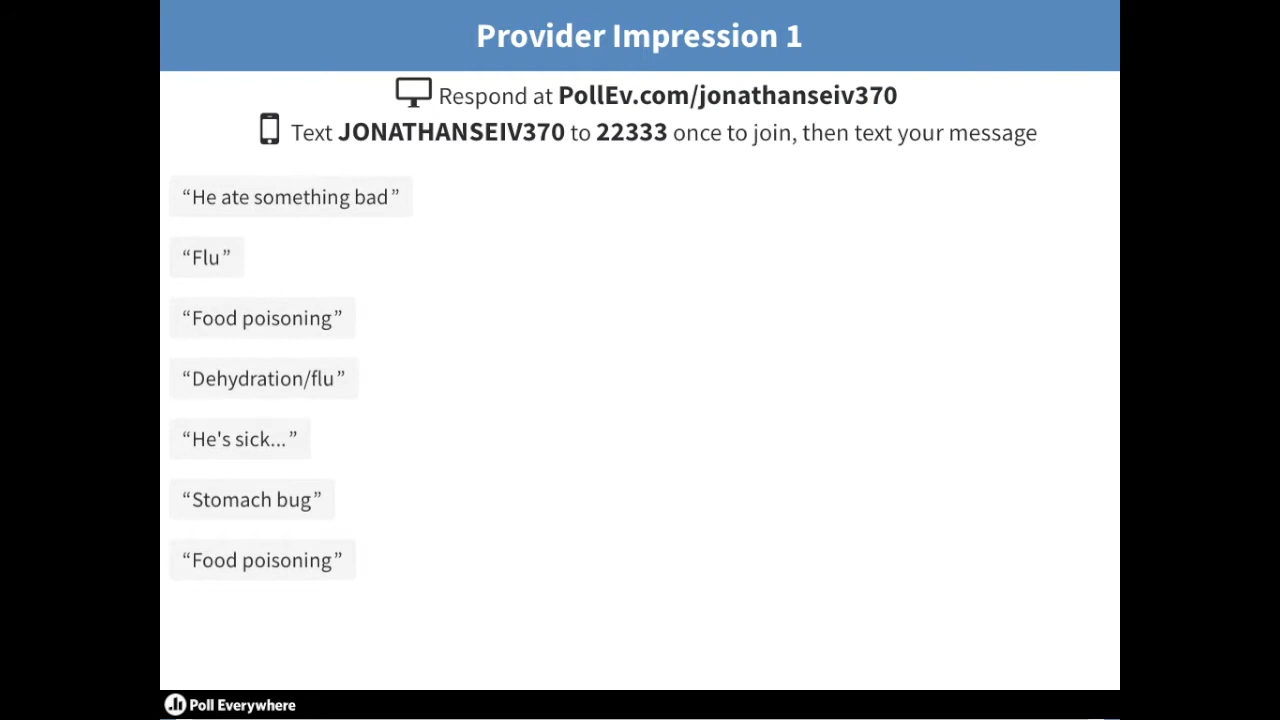 Provider Impression 1
Respond at PollEv.com/jonathanseiv370
Text JONATHANSEIV370 to 22333 once to join, then text your message
“He ate something bad”
“Flu”
“Food poisoning”
“Dehydration/flu”
“He's sick...”
“Stomach bug”
“Food poisoning”
Poll Everywhere